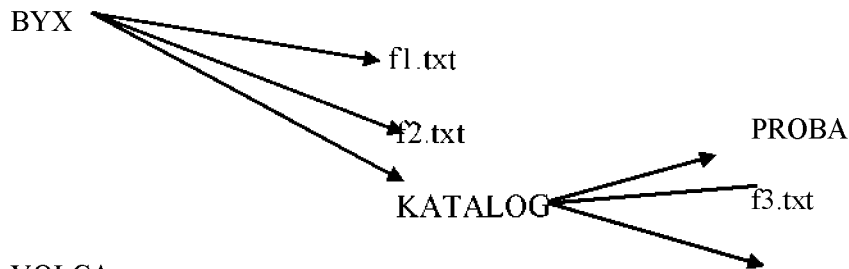 BYX
f1.txt
f2.txt
PROBA
KATALOG
f3.txt